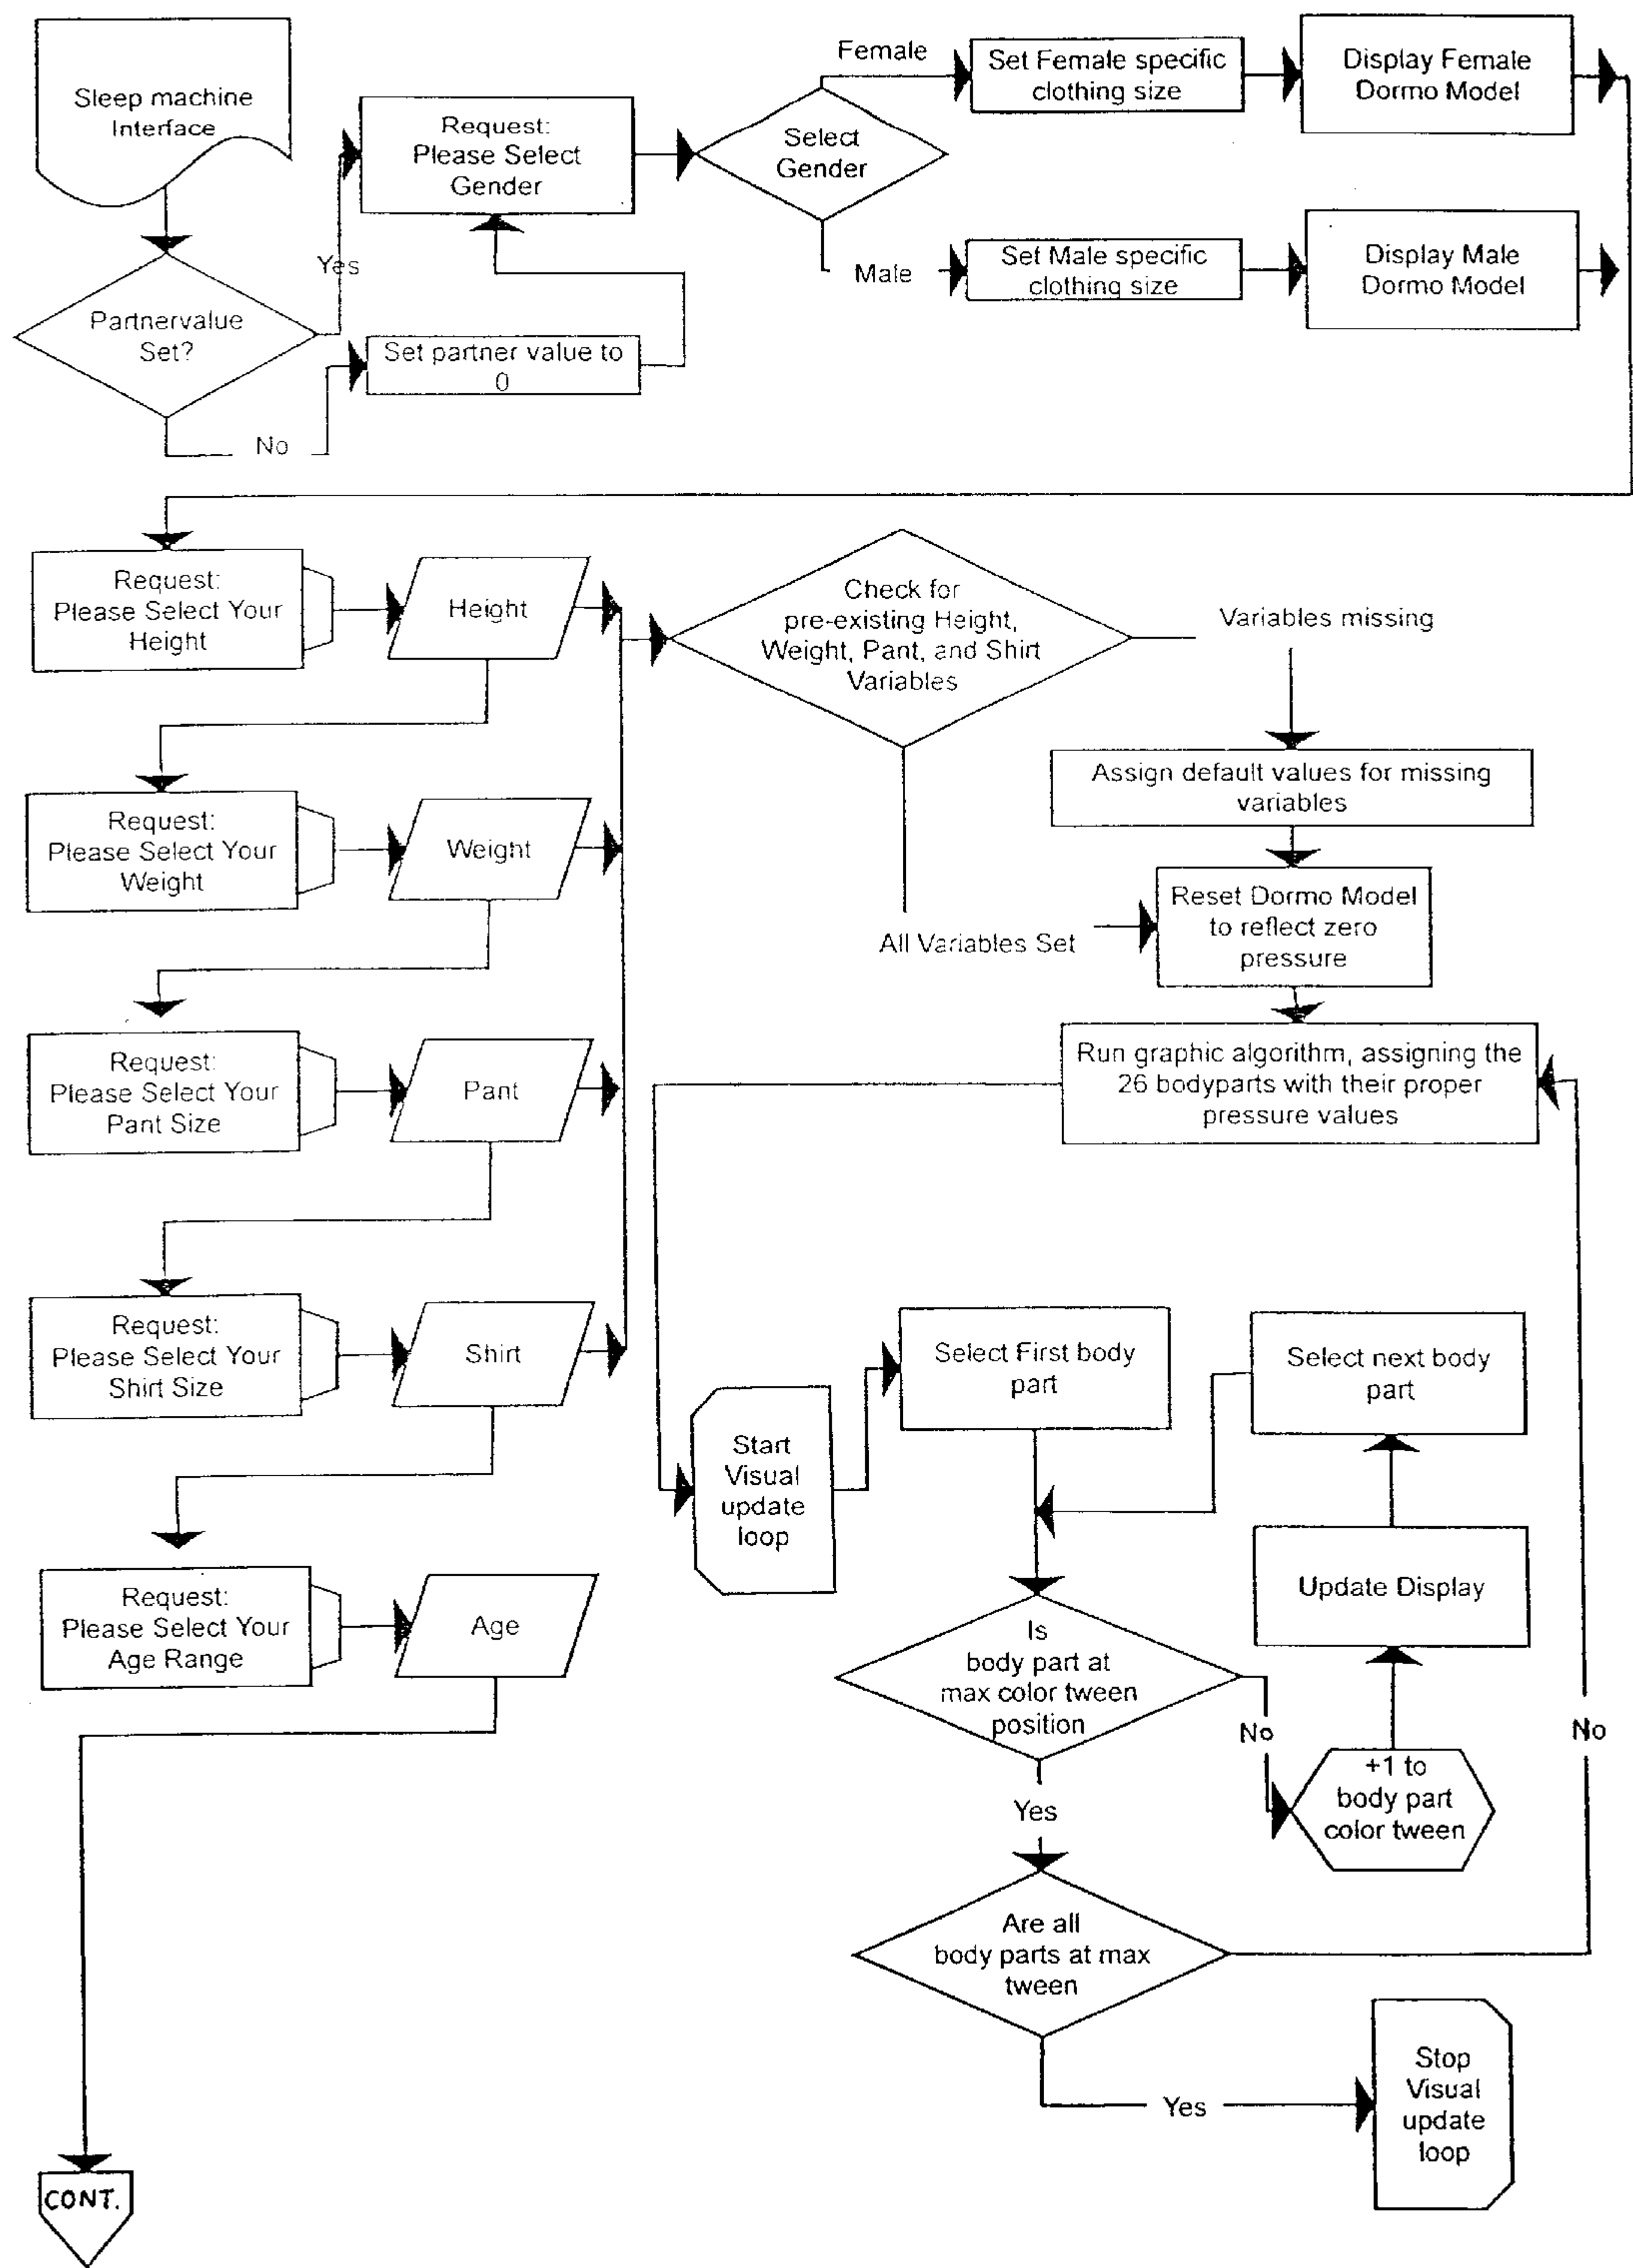 Sleep machine
Interface
Partnervalue
Set?
Yes
No
Set partner value to
0
Request:
Please Select
Gender
Select
Gender
Female
Set Female specific
clothing size
Display Female
Dormo Model
Male
Set Male specific
clothing size
Display Male
Dormo Model
Request:
Please Select Your
Height
Height
Request:
Please Select Your
Weight
Weight
Request:
Please Select Your
Pant Size
Pant
Request:
Please Select Your
Shirt Size
Shirt
Request:
Please Select Your
Age Range
Age
CONT.
Check for
pre-existing Height,
Weight, Pant, and Shirt
Variables
Variables missing
Assign default values for missing
variables
All Variables Set
Reset Dormo Model
to reflect zero
pressure
Run graphic algorithm, assigning the
26 bodyparts with their proper
pressure values
Start
Visual
update
loop
Select First body
part
Select next body
part
Update Display
Is
body part at
max color tween
position
No
+1 to
body part
color tween
No
Yes
Are all
body parts at max
tween
Yes
Stop
Visual
update
loop